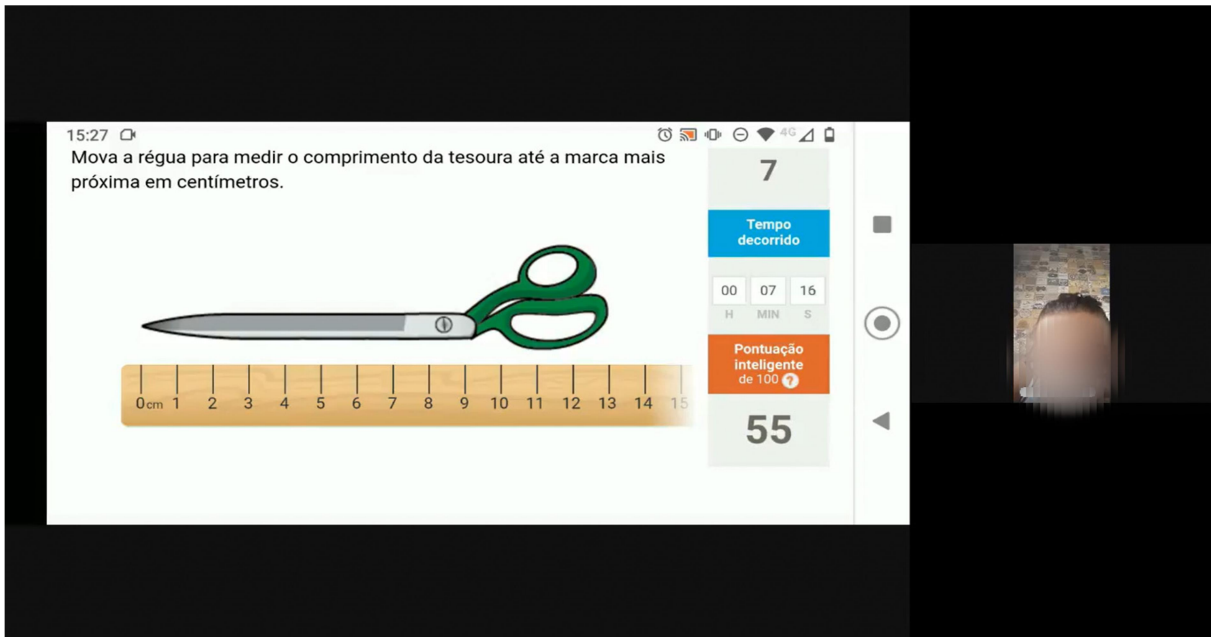 15:27
4G
Mova a régua para medir o comprimento da tesoura até a marca mais
próxima em centímetros.
7
Tempo
decorrido
00 07 16
H MIN S
Pontuação
inteligente
de 100 ?
55
0cm 1 2 3 4 5 6 7 8 9 10 11 12 13 14 15